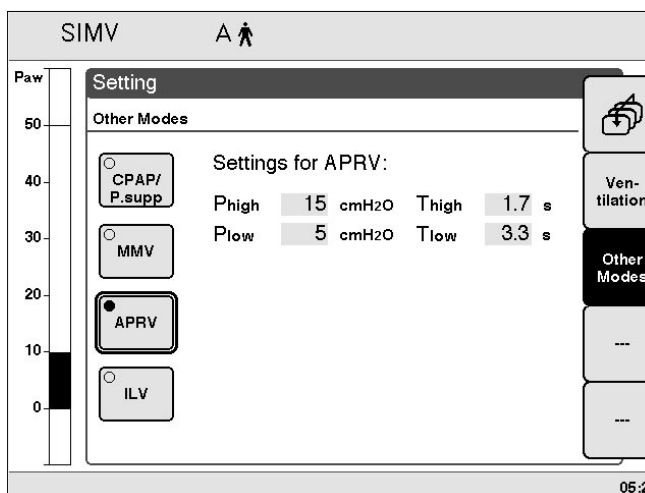 SIMV A
Paw
Setting
Other Modes
50
40
30
20
10
0
CPAP/
P.supp
MMV
APRV
ILV
Settings for APRV:
Phigh 15 cmH2O Thigh 1.7 s
Plow 5 cmH2O Tlow 3.3 s
Ven-
tilation
Other
Modes
---
---
05:2